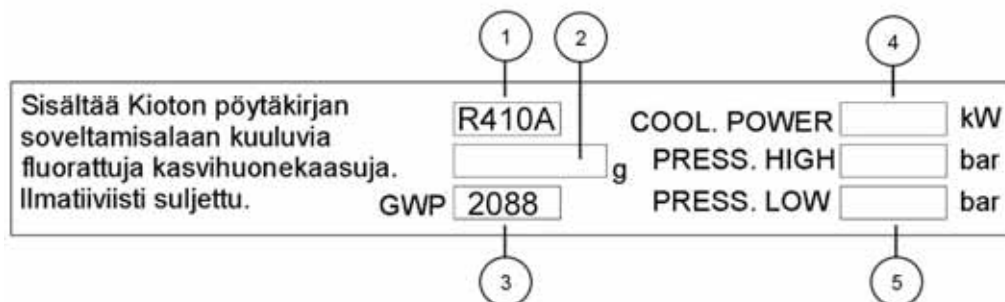 1 2 4
Sisältää Kioton pöytäkirjan
soveltamisalaan kuuluvia
fluorattuja kasvihuonekaasuja.
Ilmatiiviisti suljettu.
R410A
g
GWP 2088
COOL. POWER kW
PRESS. HIGH bar
PRESS. LOW bar
3 5